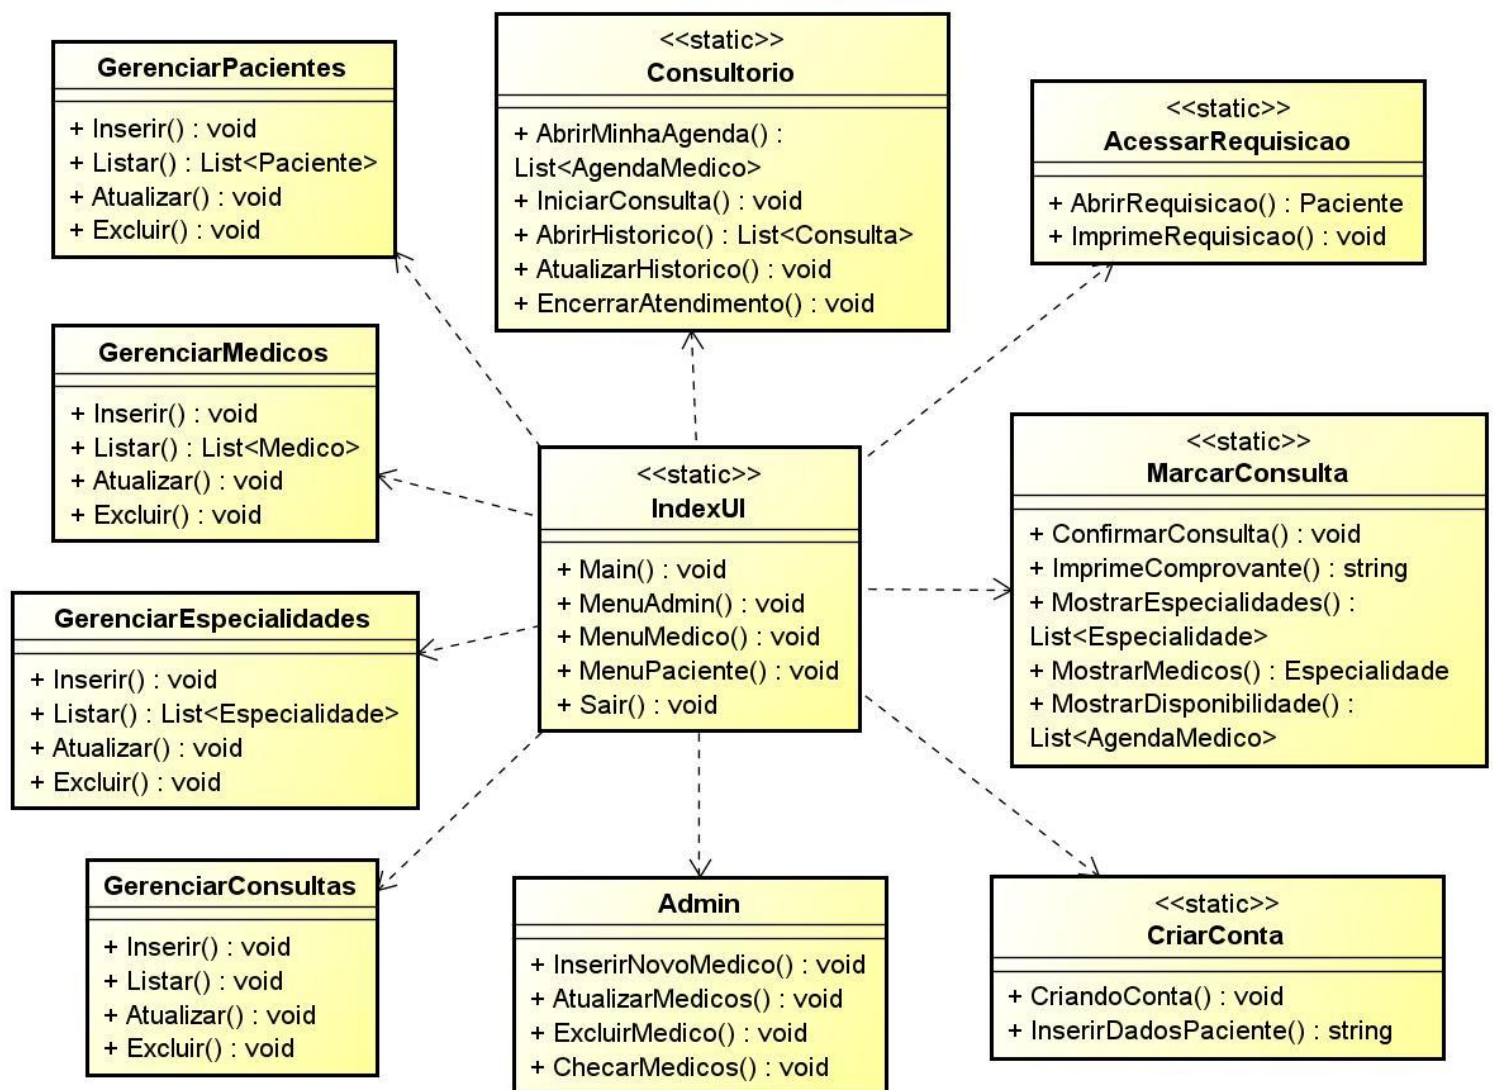 GerenciarPacientes
+ Inserir() : void
+ Listar() : List<Paciente>
+ Atualizar() : void
+ Excluir() : void
<<static>>
Consultorio
+ AbrirMinhaAgenda() :
List<AgendaMedico>
+ IniciarConsulta() : void
+ AbrirHistorico() : List<Consulta>
+ AtualizarHistorico() : void
+ EncerrarAtendimento() : void
<<static>>
AcessarRequisicao
+ AbrirRequisicao() : Paciente
+ ImprimeRequisicao() : void
GerenciarMedicos
+ Inserir() : void
+ Listar() : List<Medico>
+ Atualizar() : void
+ Excluir() : void
<<static>>
IndexUI
+ Main() : void
+ MenuAdmin() : void
+ MenuMedico() : void
+ MenuPaciente() : void
+ Sair() : void
<<static>>
MarcarConsulta
+ ConfirmarConsulta() : void
+ ImprimeComprovante() : string
+ MostrarEspecialidades() :
List<Especialidade>
+ MostrarMedicos() : Especialidade
+ MostrarDisponibilidade() :
List<AgendaMedico>
GerenciarEspecialidades
+ Inserir() : void
+ Listar() : List<Especialidade>
+ Atualizar() : void
+ Excluir() : void
GerenciarConsultas
+ Inserir() : void
+ Listar() : void
+ Atualizar() : void
+ Excluir() : void
Admin
+ InserirNovoMedico() : void
+ AtualizarMedicos() : void
+ ExcluirMedico() : void
+ ChecarMedicos() : void
<<static>>
CriarConta
+ CriandoConta() : void
+ InserirDadosPaciente() : string